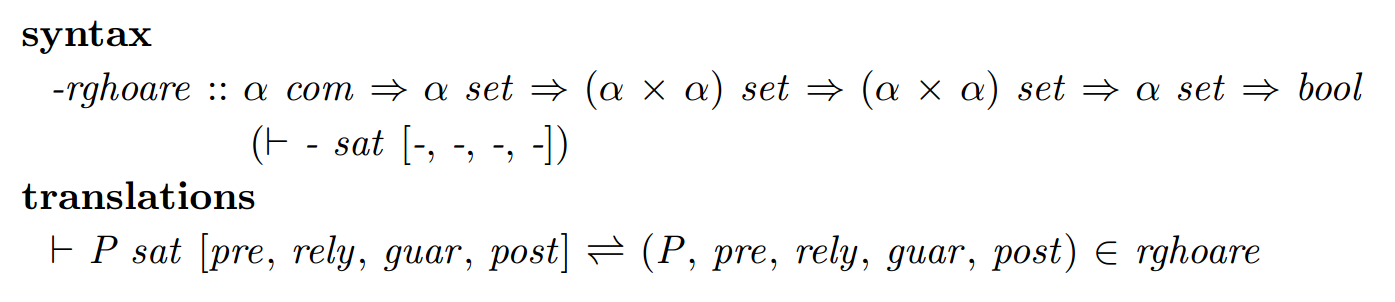 syntax
-rghoare :: α com ⇒ α set ⇒ (α × α) set ⇒ (α × α) set ⇒ α set ⇒ bool
(⊢ - sat [-, -, -, -])
translations
⊢ P sat [pre, rely, guar, post] ⇌ (P, pre, rely, guar, post) ∈ rghoare